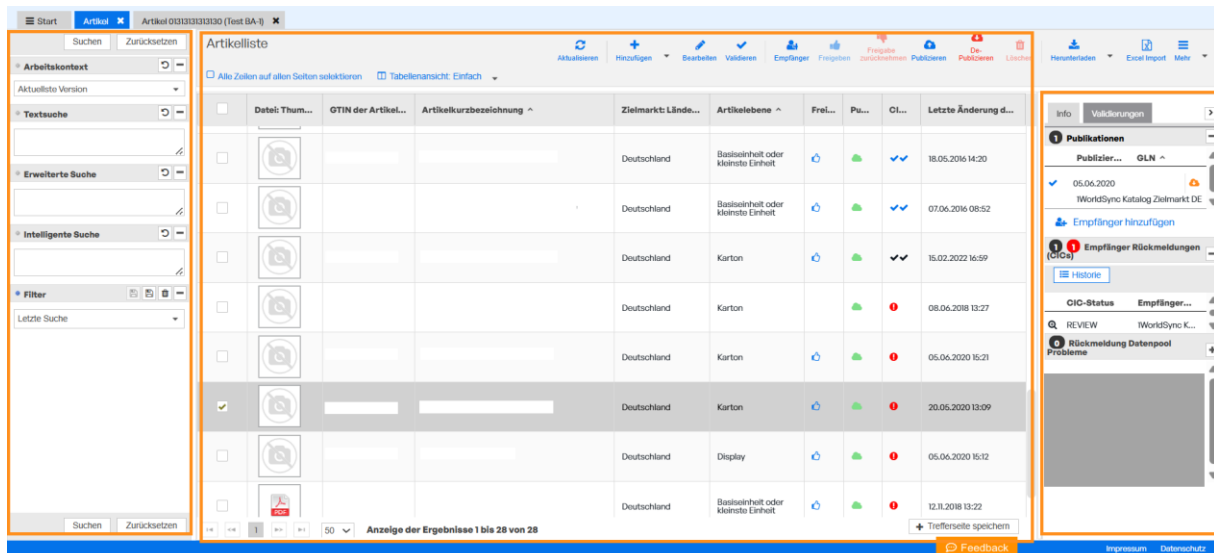 Start
Artikel
Artikel 01313131313130 (Test BA-1)
Suchen Zurücksetzen
Arbeitskontext
Aktuellste Version
Textsuche
Erweiterte Suche
Intelligente Suche
Filter
Letzte Suche
Suchen Zurücksetzen
Artikelliste
Aktualisieren Hinzufügen Bearbeiten Validieren Empfänger Freigeben Freigabe zurücknehmen Publizieren De-Publizieren Löschen
Herunterladen Excel Import Mehr
Alle Zeilen auf allen Seiten selektieren Tabellenansicht: Einfach
Datei: Thum... GTIN der Artikel... Artikelkurzbezeichnung Zielmarkt: Lände... Artikelebene Frei... Pu... CI... Letzte Änderung d...
Deutschland Basiseinheit oder kleinste Einheit 18.05.2016 14:20
Deutschland Basiseinheit oder kleinste Einheit 07.06.2016 08:52
Deutschland Karton 15.02.2022 16:59
Deutschland Karton 08.06.2018 13:27
Deutschland Karton 05.06.2020 15:21
Deutschland Karton 20.05.2020 13:09
Deutschland Display 05.06.2020 15:12
PDF Deutschland Basiseinheit oder kleinste Einheit 12.11.2018 13:22
1 50 Anzeige der Ergebnisse 1 bis 28 von 28
+ Trefferseite speichern
Feedback
Info Validierungen
1 Publikationen
Publizier... GLN
05.06.2020
1WorldSync Katalog Zielmarkt DE
Empfänger hinzufügen
1 1 Empfänger Rückmeldungen
(CICs)
Historie
CIC-Status Empfänger...
REVIEW 1WorldSync K...
0 Rückmeldung Datenpool
Probleme
Impressum Datenschutz